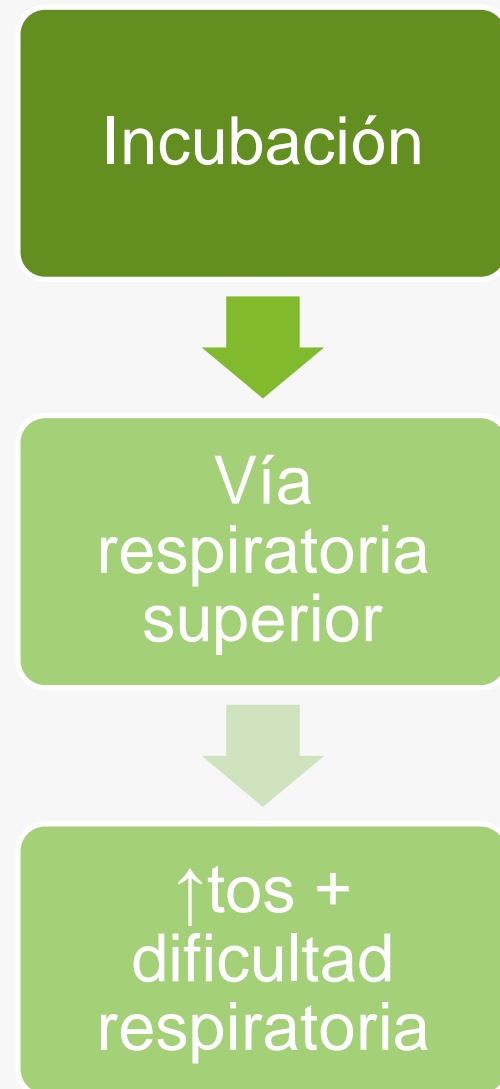 Incubación
Vía
respiratoria
superior
↑tos +
dificultad
respiratoria